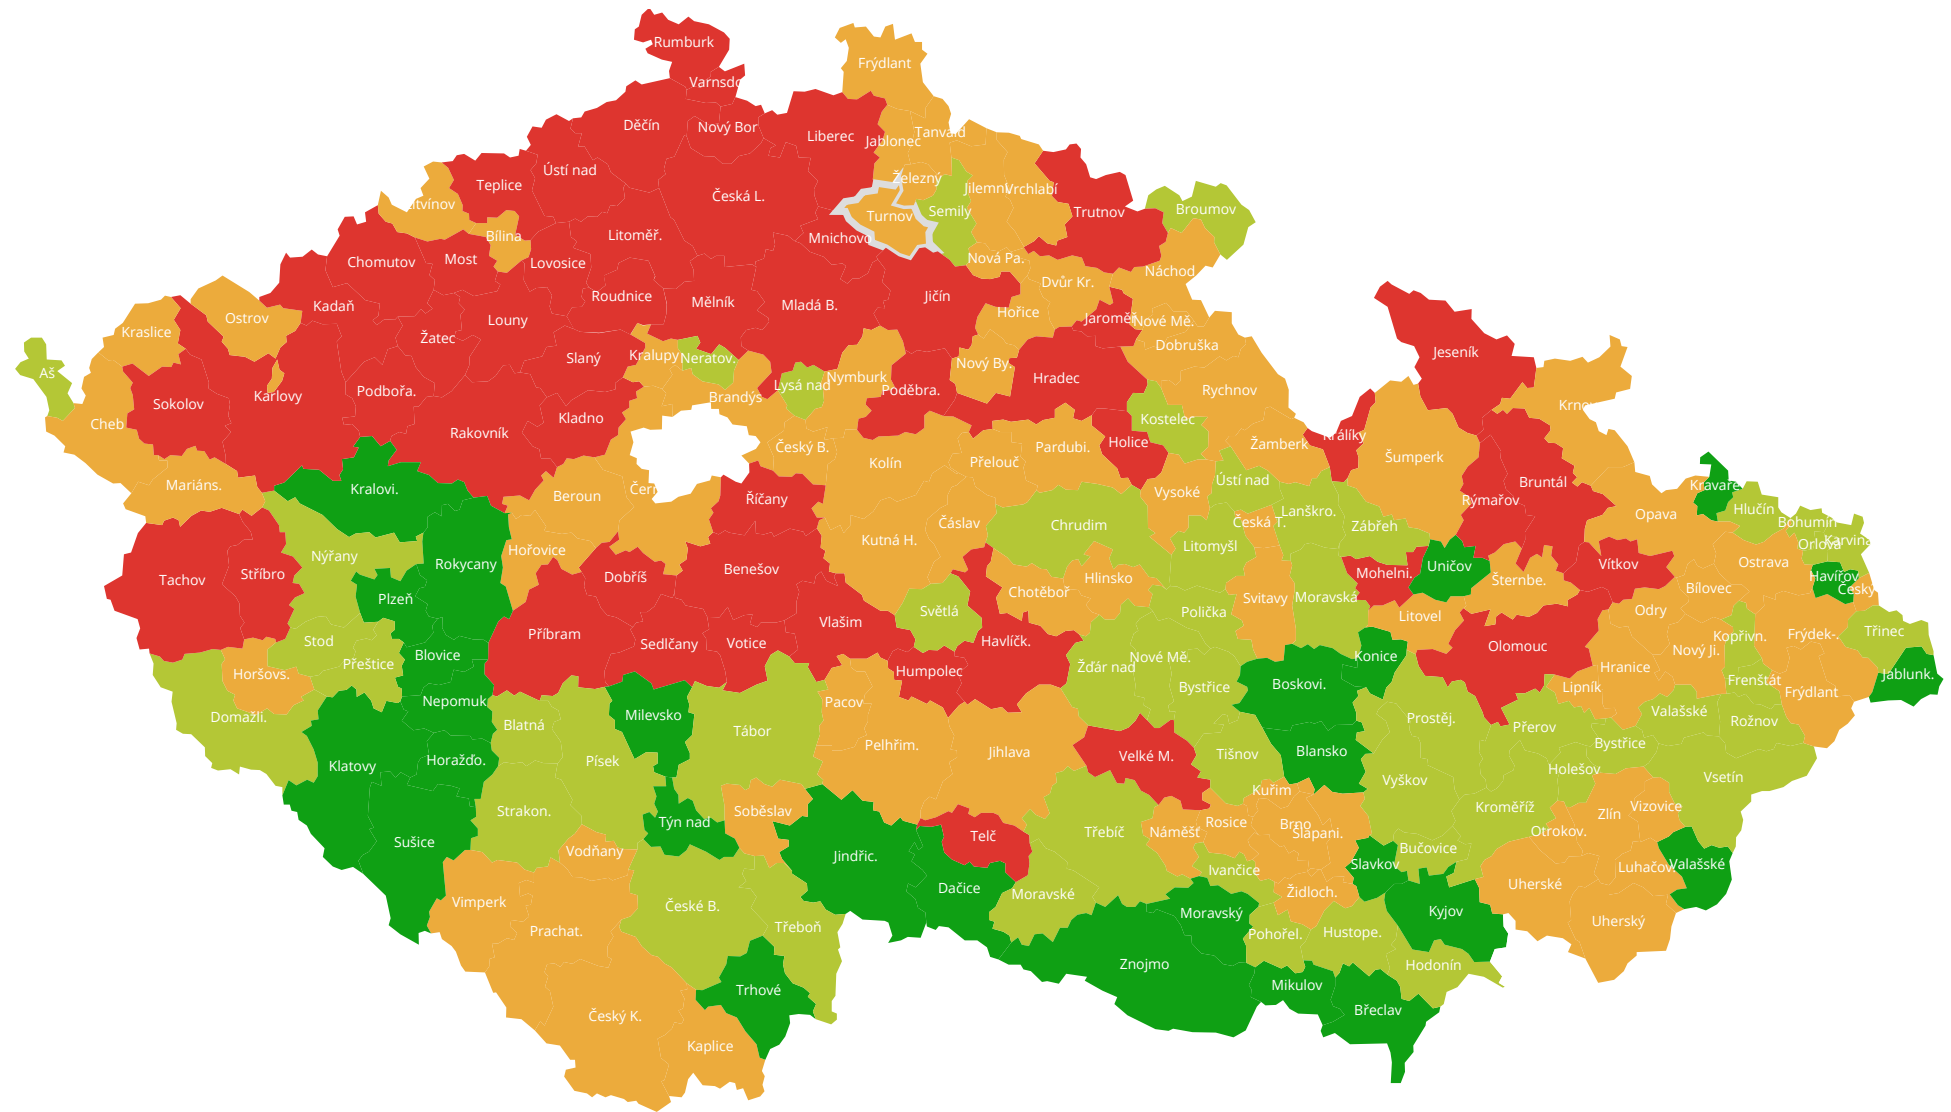 Rumburk
Frýdlant
Varnsdo
Děčín
Nový Bor
Liberec
Tanvald
Jablonec
Ústí nad
Železný
Teplice
Jilemni
Vrchlabí
Česká L.
itvínov
Semily
Broumov
Trutnov
Turnov
Bílina
Litoměř.
Mnichovo
Most
Nová Pa.
Chomutov
Lovosice
Náchod
Dvůr Kr.
Roudnice
Jičín
Mělník
Mladá B.
Kadaň
Hořice
Ostrov
Louny
Jaroměř
Nové Mě.
Kraslice
Žatec
Dobruška
Jeseník
Slaný
Kralupy
Neratov.
Nový By.
Aš
Nymburk
Hradec
Lysá nad
Podbořa.
Poděbra.
Rychnov
Karlovy
Brandýs
Sokolov
Krno
Kladno
Kostelec
Cheb
Rakovník
Králíky
Holice
Žamberk
Český B.
Pardubi.
Šumperk
Kolín
Přelouč
Ústí nad
Bruntál
Mariáns.
Kralovi.
Čern
Kravaře
Vysoké
Beroun
Říčany
Rýmařov
Hlučín
Lanškro.
Opava
Čáslav
Chrudim
Česká T.
Bohumín
Zábřeh
Kutná H.
Karviná
Orlová
Litomyšl
Hořovice
Nýřany
Ostrava
Rokycany
Vítkov
Uničov
Benešov
Mohelni.
Stříbro
Dobříš
Havířov
Hlinsko
Tachov
Šternbe.
Bílovec
Český
Chotěboř
Plzeň
Svitavy
Moravská
Světlá
Polička
Odry
Litovel
Vlašim
Třinec
Příbram
Frýdek-.
Kopřivn.
Stod
Havlíčk.
Sedlčany
Votice
Olomouc
Nový Ji.
Blovice
Konice
Nové Mě.
Přeštice
Žďár nad
Hranice
Humpolec
Horšovs.
Jablunk.
Frenštát
Boskovi.
Bystřice
Lipník
Frýdlant
Nepomuk
Pacov
Valašské
Milevsko
Domažli.
Prostěj.
Rožnov
Blatná
Přerov
Tábor
Bystřice
Pelhřim.
Jihlava
Blansko
Tišnov
Velké M.
Horažďo.
Písek
Klatovy
Holešov
Vsetín
Vyškov
Kuřim
Vizovice
Kroměříž
Strakon.
Soběslav
Zlín
Týn nad
Rosice
Brno
Otrokov.
Třebíč
Náměšť
Šlapani.
Telč
Sušice
Bučovice
Vodňany
Jindřic.
Slavkov
Valašské
Luhačov.
Ivančice
Uherské
Dačice
Židloch.
Moravské
Vimperk
České B.
Kyjov
Moravský
Uherský
Třeboň
Prachat.
Hustope.
Pohořel.
Znojmo
Hodonín
Mikulov
Trhové
Břeclav
Český K.
Kaplice